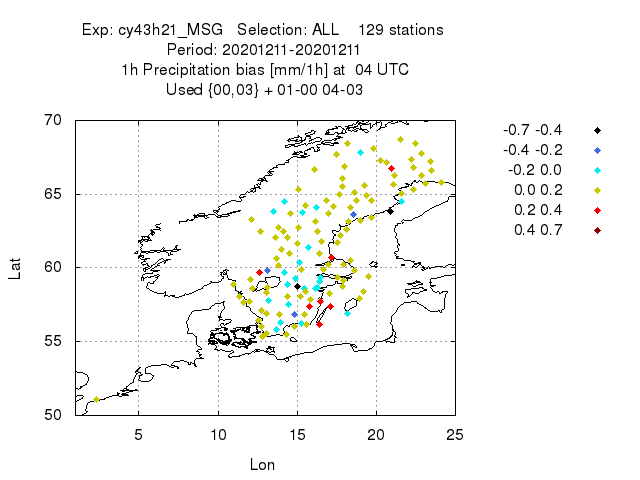 Exp: cy43h21_MSG   Selection: ALL    129 stations
Period: 20201211-20201211
1h Precipitation bias [mm/1h] at  04 UTC
Used {00,03} + 01-00 04-03
70
65
60
55
50
Lat
5
10
15
20
25
Lon
-0.7 -0.4
-0.4 -0.2
-0.2 0.0
0.0 0.2
0.2 0.4
0.4 0.7